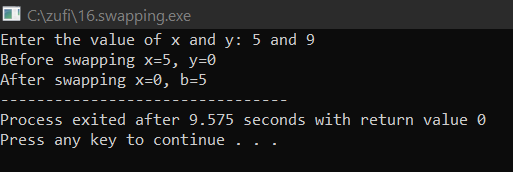 C:\zufi\16.swapping.exe
Enter the value of x and y: 5 and 9
Before swapping x=5, y=0
After swapping x=0, b=5
--------------------------------
Process exited after 9.575 seconds with return value 0
Press any key to continue . . .